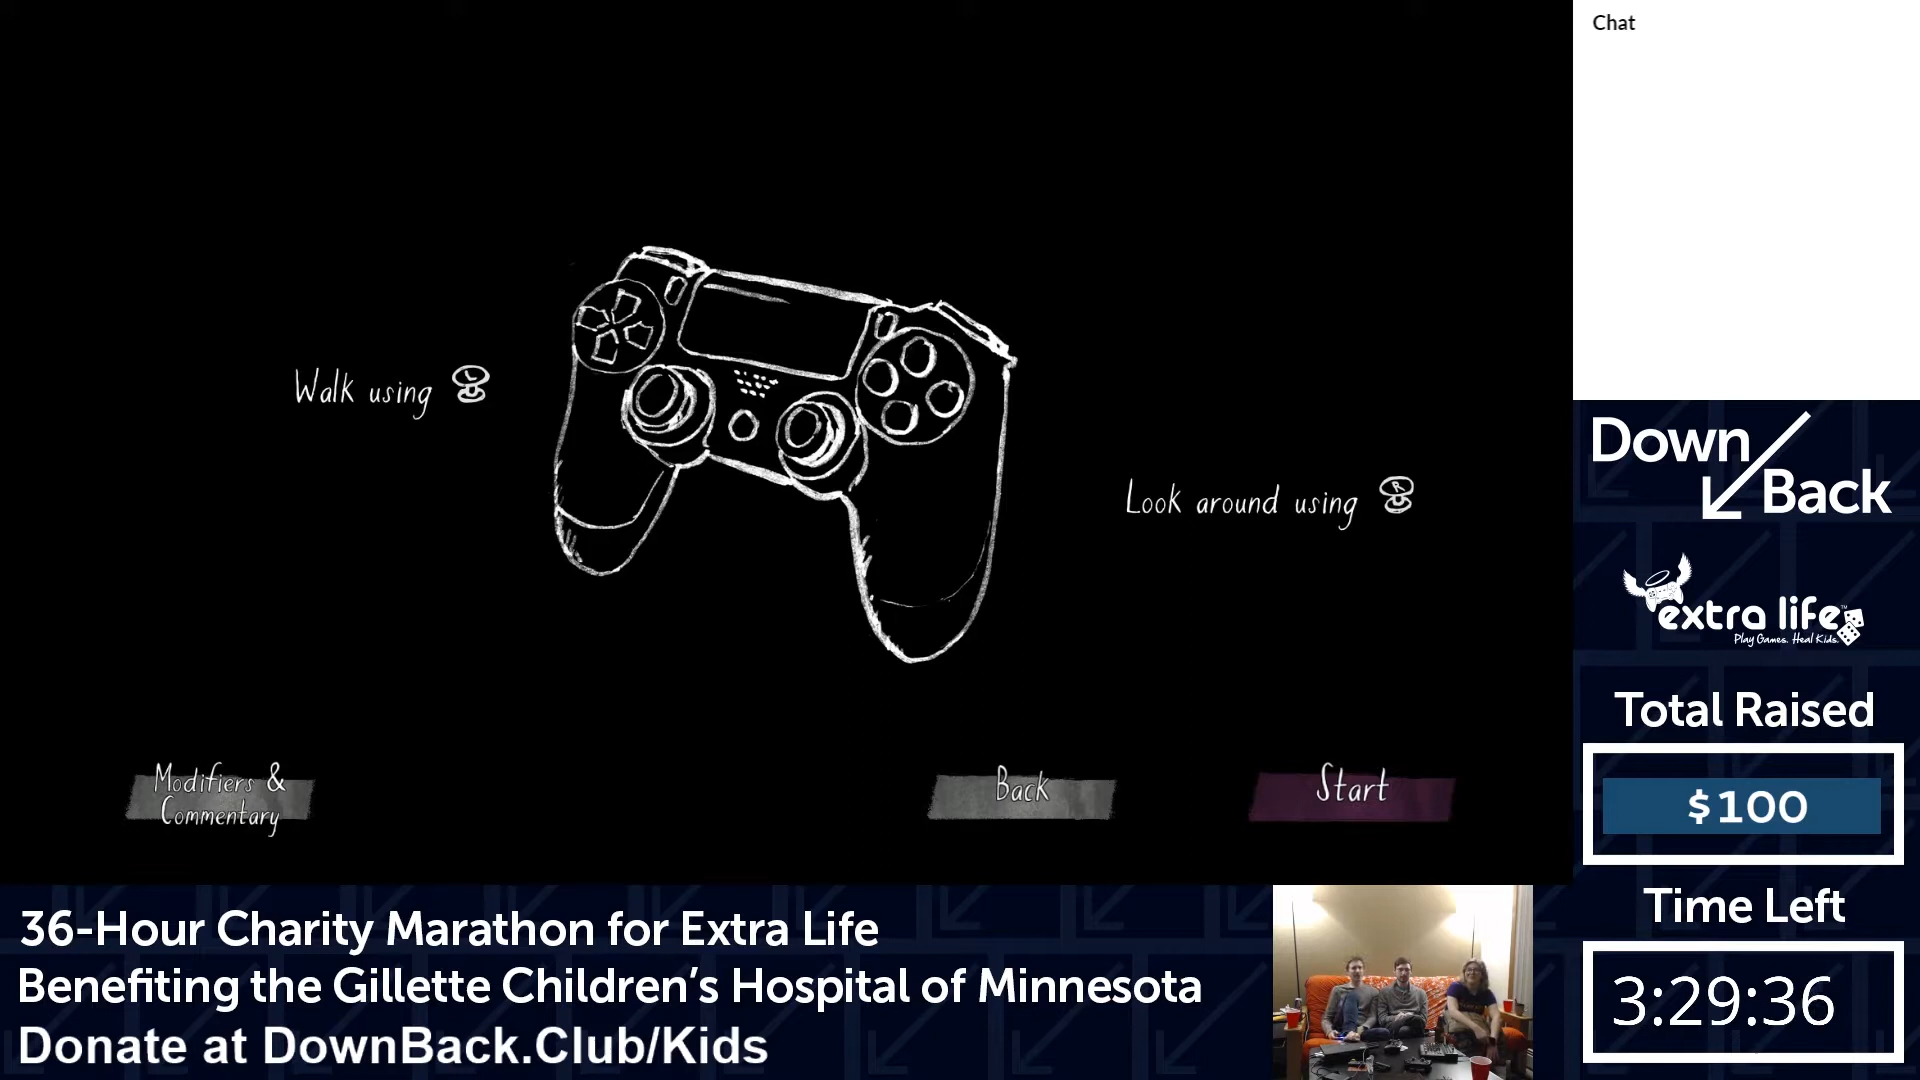 Chat
Walk using L
Look around using R
Modifiers &
Commentary
Back
Start
Down
Back
extra life
Play Games. Heal Kids.
Total Raised
$100
Time Left
3:29:36
36-Hour Charity Marathon for Extra Life
Benefiting the Gillette Children's Hospital of Minnesota
Donate at DownBack.Club/Kids